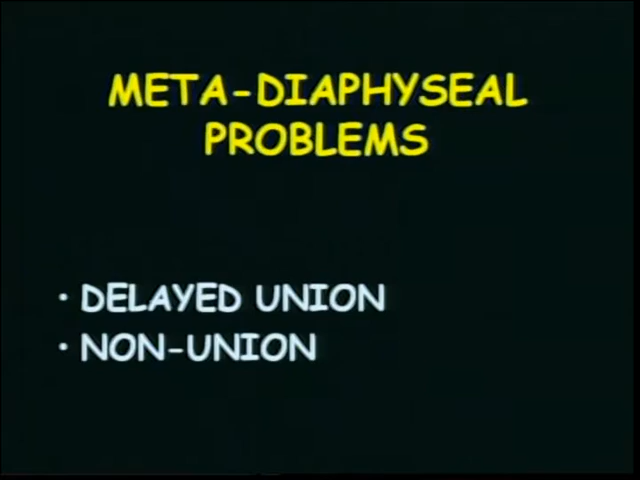 META-DIAPHYSEAL
PROBLEMS
• DELAYED UNION
• NON-UNION